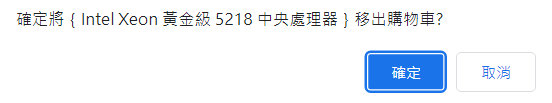 確定將 { Intel Xeon 黃金級 5218 中央處理器 } 移出購物車?
確定
取消